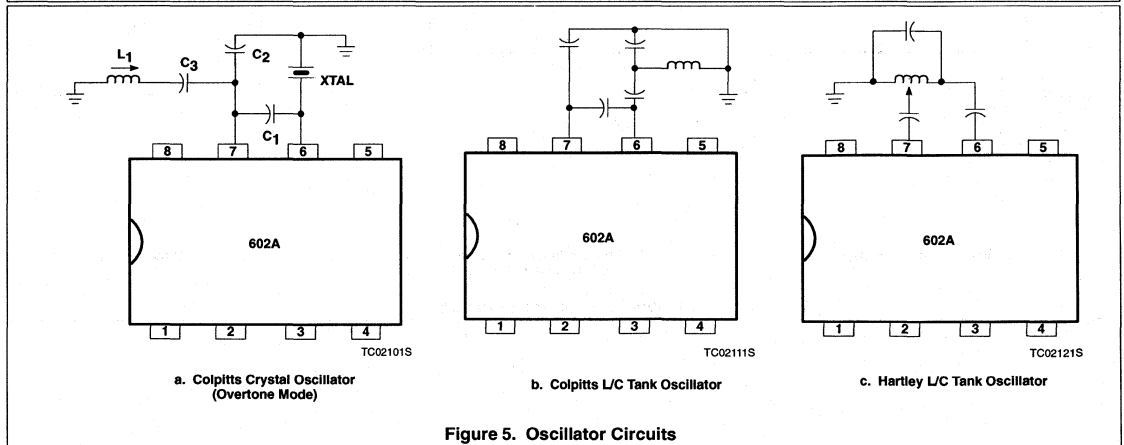 L1
C3
C2
XTAL
C1
8 7 6 5
602A
1 2 3 4
TC02101S
a. Colpitts Crystal Oscillator
(Overtone Mode)
8 7 6 5
602A
1 2 3 4
TC02111S
b. Colpitts L/C Tank Oscillator
8 7 6 5
602A
1 2 3 4
TC02121S
c. Hartley L/C Tank Oscillator
Figure 5. Oscillator Circuits